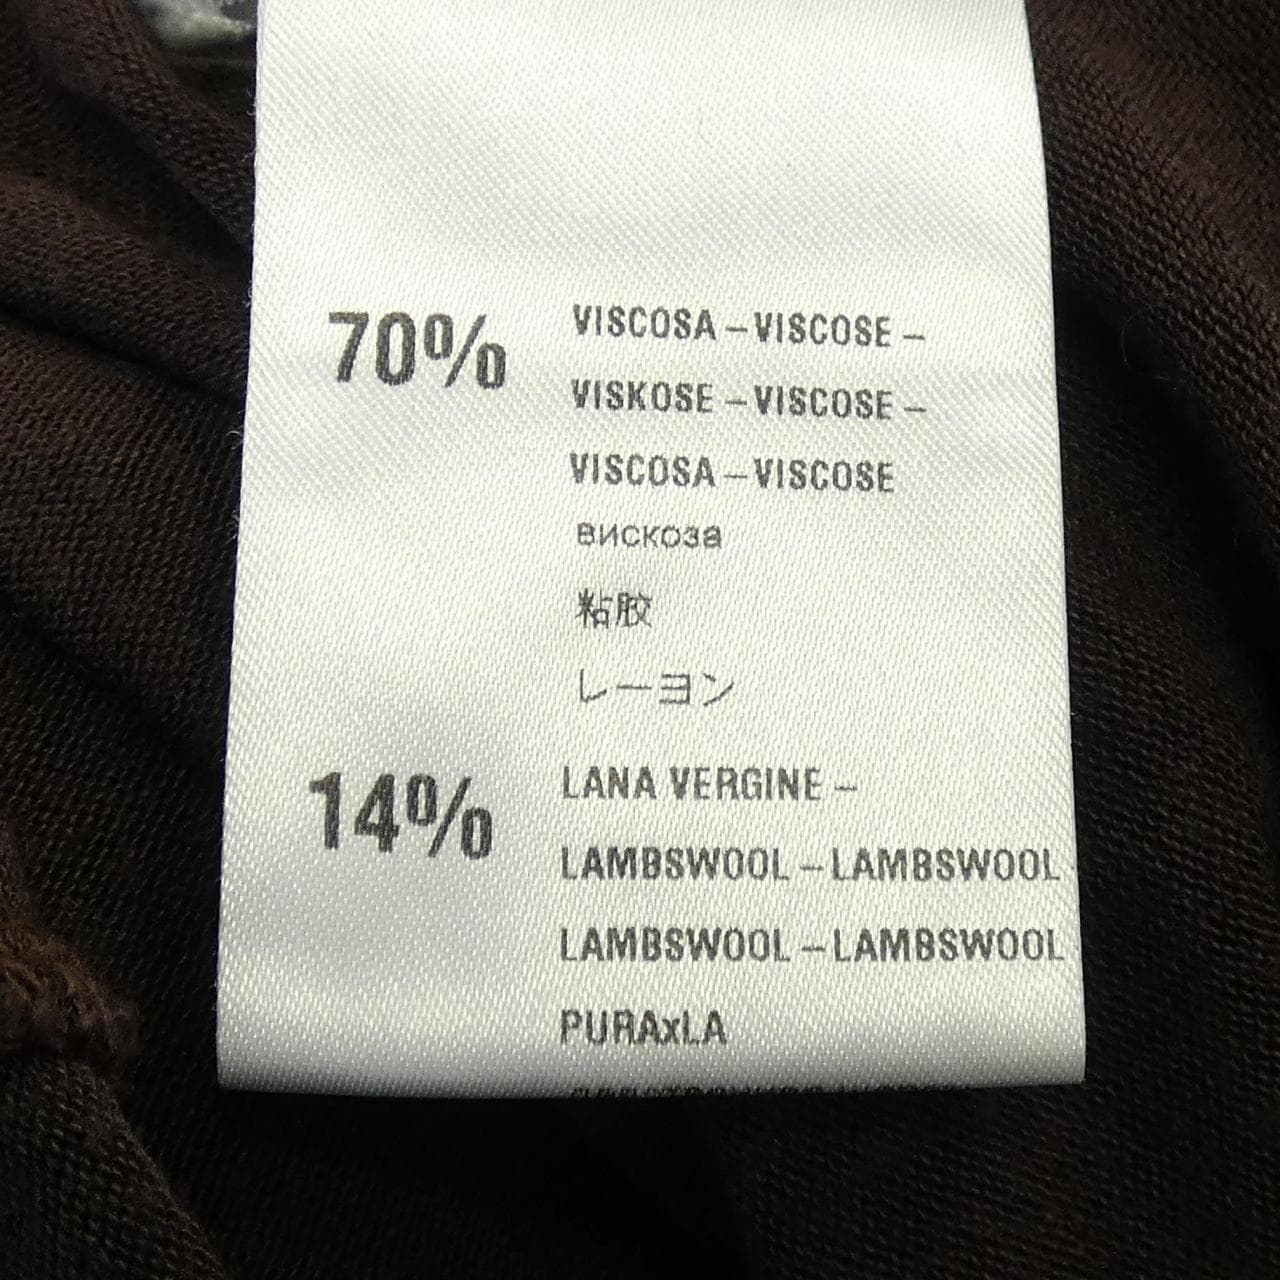 70% VISCOSA – VISCOSE –
VISKOSE – VISCOSE –
VISCOSA – VISCOSE
вискоза
粘胶
レーヨン
14% LANA VERGINE –
LAMBSWOOL – LAMBSWOOL
LAMBSWOOL – LAMBSWOOL
PURAxLA